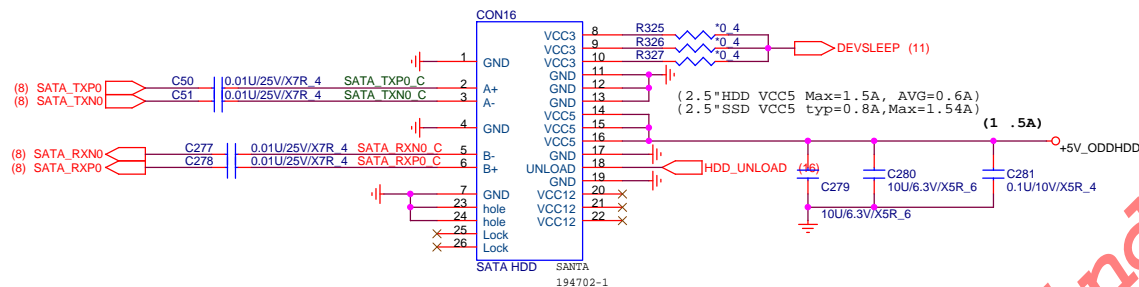 CON16
1 GND
2 A+
3 A-
4 GND
5 B-
6 B+
7 GND
23 hole
24 hole
25 Lock
26 Lock
VCC3 8
VCC3 9
VCC3 10
GND 11
GND 12
GND 13
VCC5 14
VCC5 15
VCC5 16
GND 17
UNLOAD 18
GND 19
VCC12 20
VCC12 21
VCC12 22
SATA HDD
SANTA
194702-1
(8) SATA_TXP0 C50 0.01U/25V/X7R_4 SATA_TXP0_C
(8) SATA_TXN0 C51 0.01U/25V/X7R_4 SATA_TXN0_C
(8) SATA_RXN0 C277 0.01U/25V/X7R_4 SATA_RXN0_C
(8) SATA_RXP0 C278 0.01U/25V/X7R_4 SATA_RXP0_C
R325 *0_4
R326 *0_4
R327 *0_4
DEVSLEEP (11)
(2.5"HDD VCC5 Max=1.5A, AVG=0.6A)
(2.5"SSD VCC5 typ=0.8A,Max=1.54A)
(1 .5A)
+5V_ODDHDD
HDD_UNLOAD (16)
C279
10U/6.3V/X5R_6
C280
10U/6.3V/X5R_6
C281
0.1U/10V/X5R_4